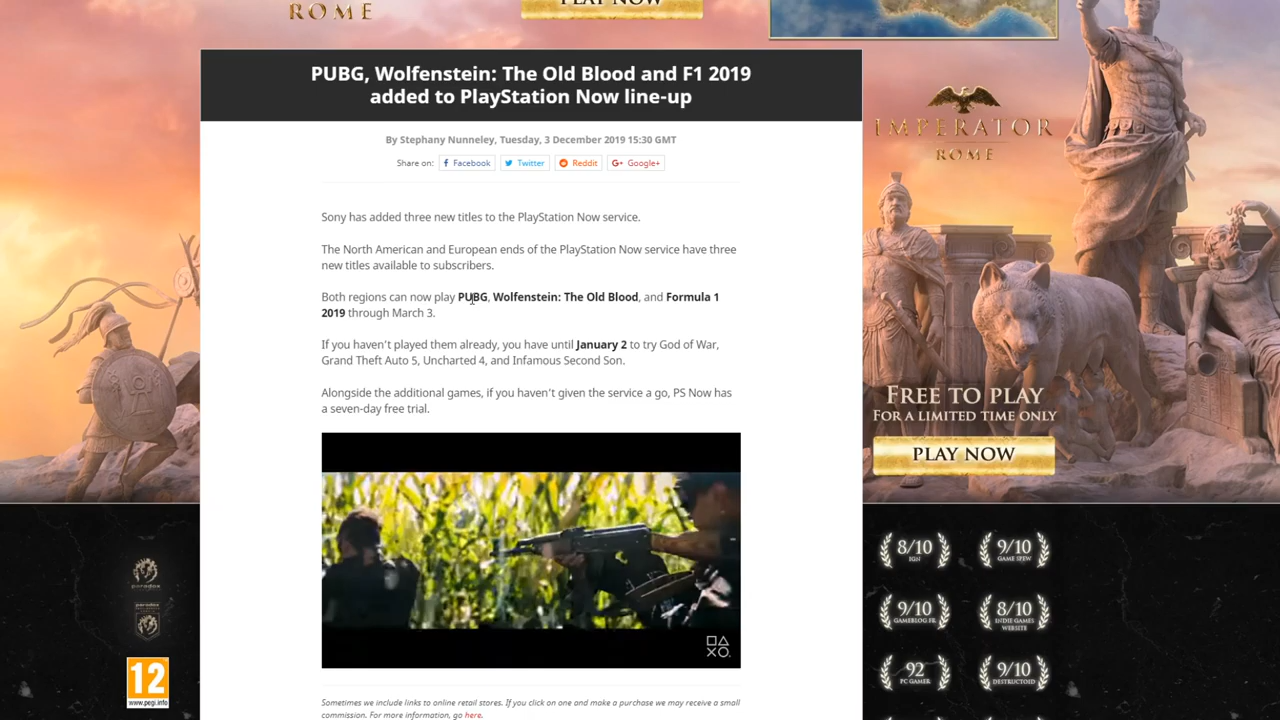 ROME
PLAY NOW
PUBG, Wolfenstein: The Old Blood and F1 2019
added to PlayStation Now line-up
By Stephany Nunneley, Tuesday, 3 December 2019 15:30 GMT
Share on: Facebook Twitter Reddit G+ Google+
Sony has added three new titles to the PlayStation Now service.
The North American and European ends of the PlayStation Now service have three
new titles available to subscribers.
Both regions can now play PUBG, Wolfenstein: The Old Blood, and Formula 1
2019 through March 3.
If you haven't played them already, you have until January 2 to try God of War,
Grand Theft Auto 5, Uncharted 4, and Infamous Second Son.
Alongside the additional games, if you haven't given the service a go, PS Now has
a seven-day free trial.
Sometimes we include links to online retail stores. If you click on one and make a purchase we may receive a small
commission. For more information, go here.
IMPERATOR
ROME
FREE TO PLAY
FOR A LIMITED TIME ONLY
PLAY NOW
8/10
IGN
9/10
GAME SPEW
9/10
GAMEBLOG.FR
8/10
INDIE GAMES
WEBSITE
92
PC GAMER
9/10
DESTRUCTOID
paradox
12
www.pegi.info